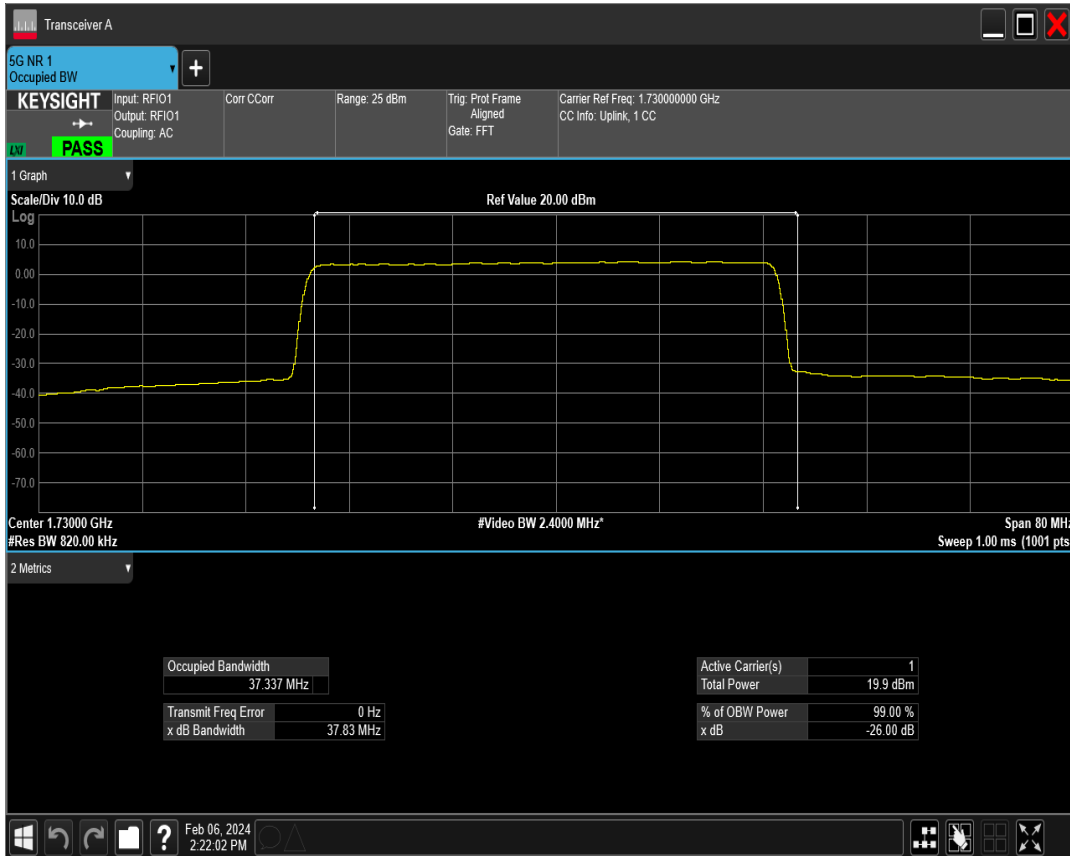 Transceiver A
5G NR 1
Occupied BW
KEYSIGHT
LXI
PASS
Input: RFIO1
Output: RFIO1
Coupling: AC
Corr CCorr
Range: 25 dBm
Trig: Prot Frame
Aligned
Gate: FFT
Carrier Ref Freq: 1.730000000 GHz
CC Info: Uplink, 1 CC
1 Graph
Scale/Div 10.0 dB
Ref Value 20.00 dBm
Log
10.0
0.00
-10.0
-20.0
-30.0
-40.0
-50.0
-60.0
-70.0
Center 1.73000 GHz
#Video BW 2.4000 MHz*
Span 80 MHz
#Res BW 820.00 kHz
Sweep 1.00 ms (1001 pts
2 Metrics
Occupied Bandwidth
37.337 MHz
Transmit Freq Error 0 Hz
x dB Bandwidth 37.83 MHz
Active Carrier(s) 1
Total Power 19.9 dBm
% of OBW Power 99.00 %
x dB -26.00 dB
?
Feb 06, 2024
2:22:02 PM